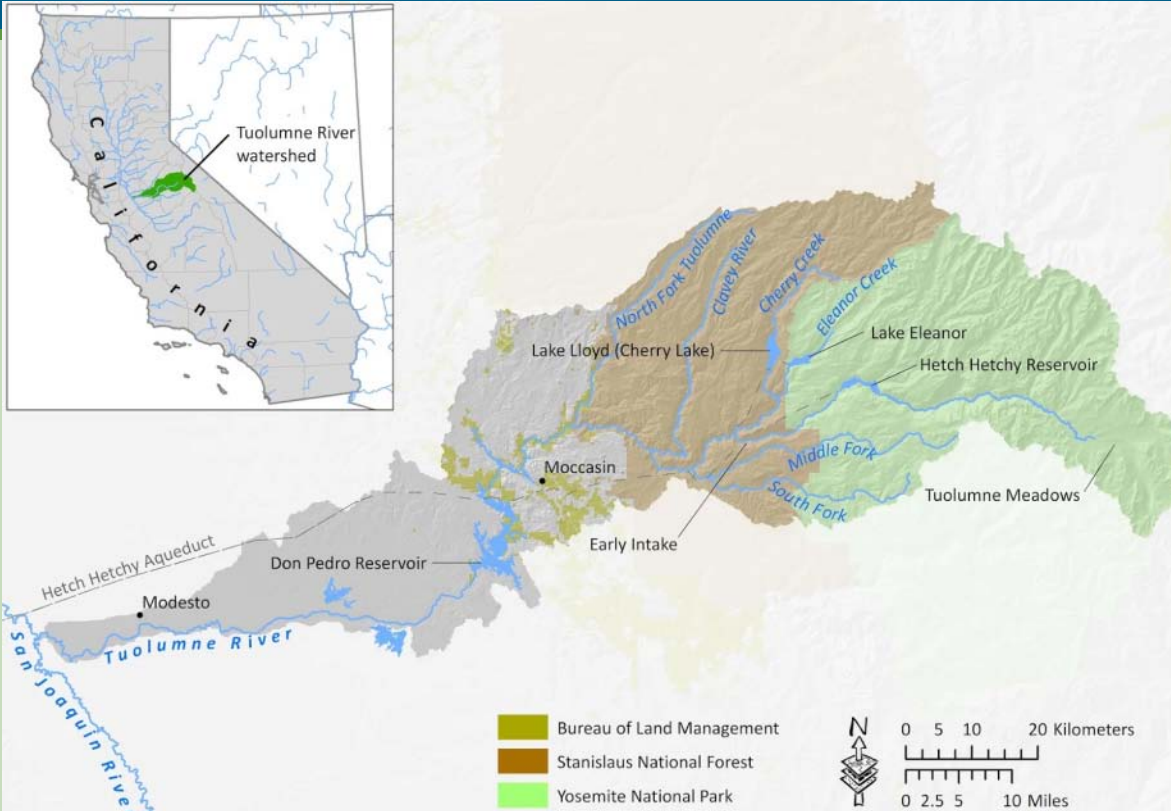 California
Tuolumne River
watershed
North Fork Tuolumne
Clavey River
Cherry Creek
Eleanor Creek
Lake Lloyd (Cherry Lake)
Lake Eleanor
Hetch Hetchy Reservoir
Middle Fork
South Fork
Tuolumne Meadows
Moccasin
Early Intake
Don Pedro Reservoir
Hetch Hetchy Aqueduct
Modesto
Tuolumne River
San Joaquin Rive
Bureau of Land Management
Stanislaus National Forest
Yosemite National Park
N
0 5 10 20 Kilometers
0 2.5 5 10 Miles